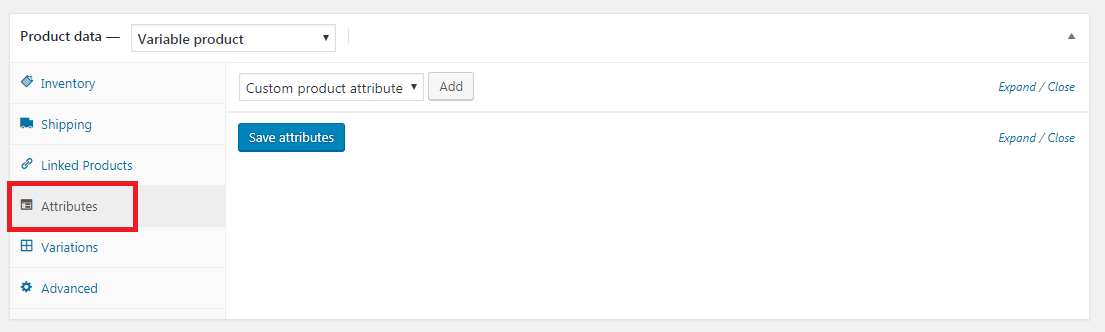 Product data — Variable product
Inventory
Custom product attribute Add Expand / Close
Shipping
Save attributes Expand / Close
Linked Products
Attributes
Variations
Advanced